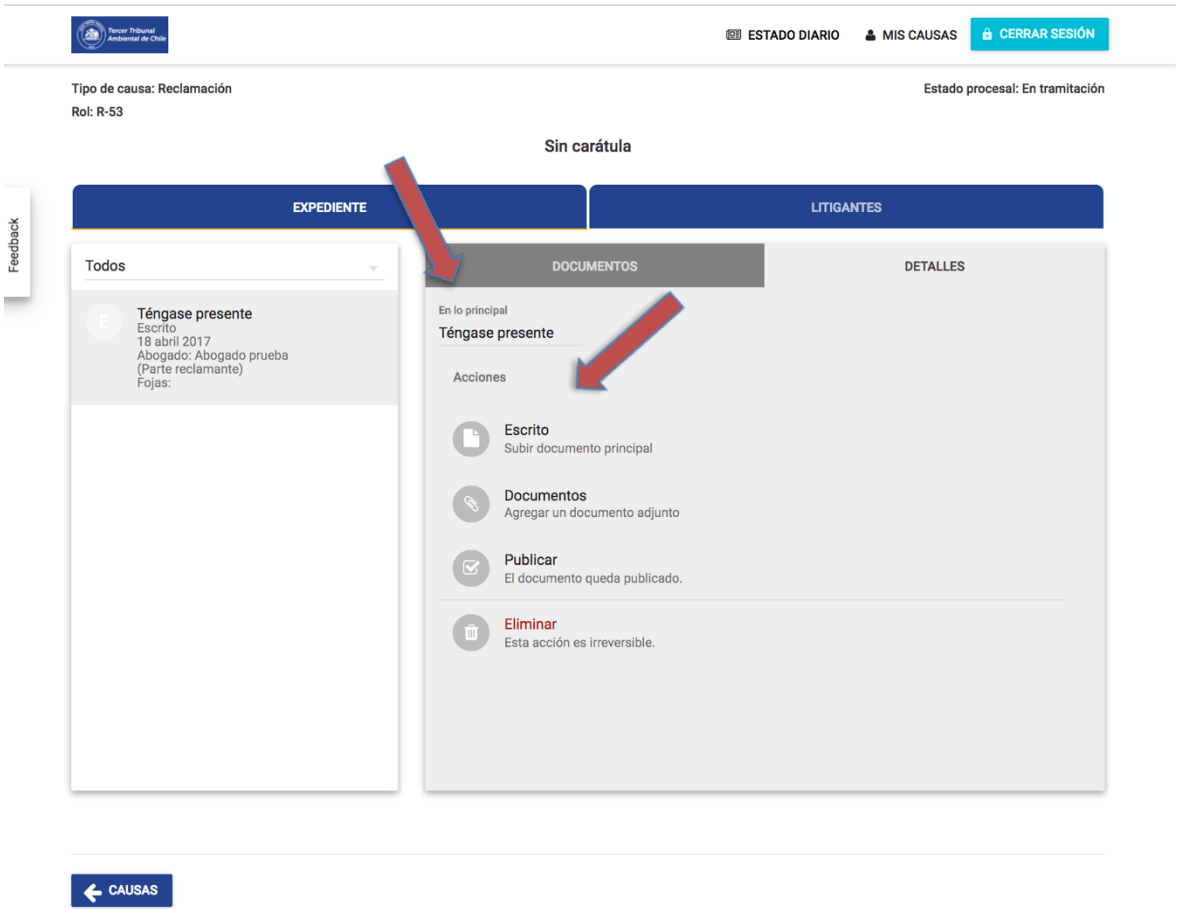 Tercer Tribunal
Ambiental de Chile
ESTADO DIARIO
MIS CAUSAS
CERRAR SESIÓN
Tipo de causa: Reclamación
Estado procesal: En tramitación
Rol: R-53
Sin carátula
Feedback
EXPEDIENTE
LITIGANTES
Todos
E
Téngase presente
Escrito
18 abril 2017
Abogado: Abogado prueba
(Parte reclamante)
Fojas:
DOCUMENTOS
DETALLES
En lo principal
Téngase presente
Acciones
Escrito
Subir documento principal
Documentos
Agregar un documento adjunto
Publicar
El documento queda publicado.
Eliminar
Esta acción es irreversible.
CAUSAS